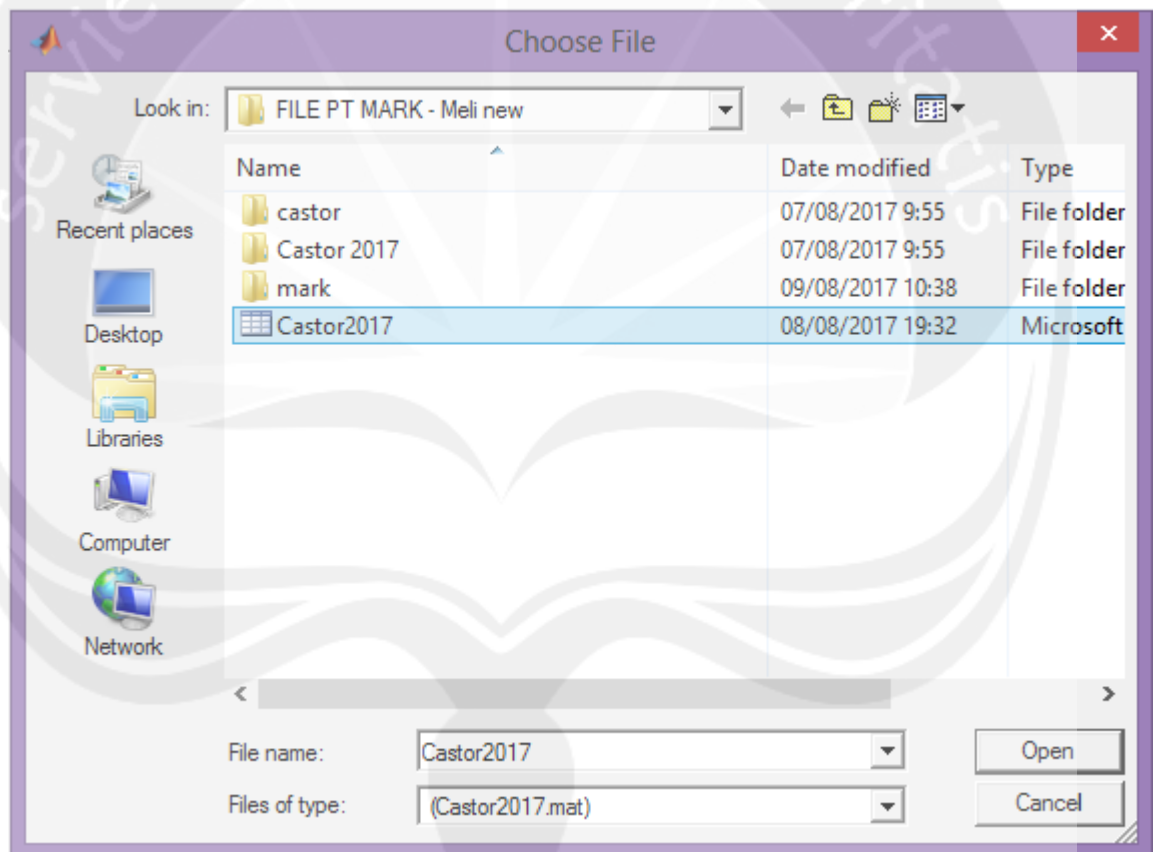 Choose File
Look in: FILE PT MARK - Meli new
Name Date modified Type
castor 07/08/2017 9:55 File folder
Recent places
Castor 2017 07/08/2017 9:55 File folder
mark 09/08/2017 10:38 File folder
Castor2017 08/08/2017 19:32 Microsoft
Desktop
Libraries
Computer
Network
File name: Castor2017 Open
Files of type: (Castor2017.mat) Cancel